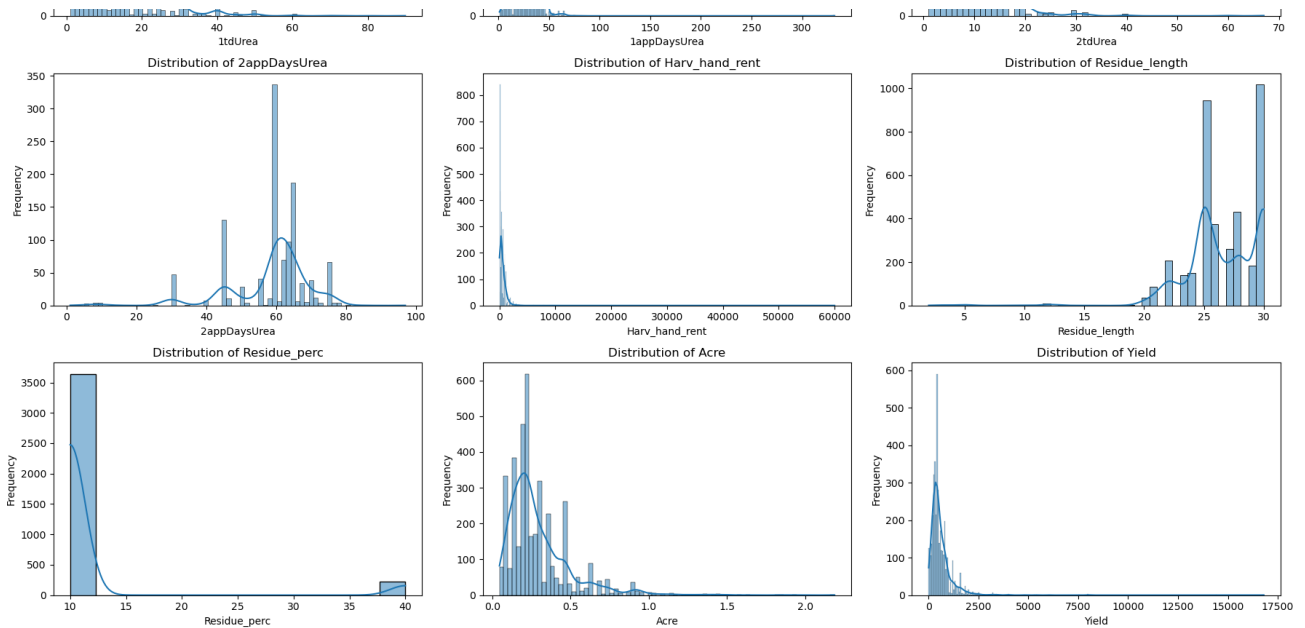 0 0 0
0 20 40 60 80 0 50 100 150 200 250 300 0 10 20 30 40 50 60 70
1tdUrea 1appDaysUrea 2tdUrea
Distribution of 2appDaysUrea Distribution of Harv_hand_rent Distribution of Residue_length
350
300
250
200
150
100
50
0
Frequency
0 20 40 60 80 100
2appDaysUrea
800
700
600
500
400
300
200
100
0
Frequency
0 10000 20000 30000 40000 50000 60000
Harv_hand_rent
1000
800
600
400
200
0
Frequency
5 10 15 20 25 30
Residue_length
Distribution of Residue_perc Distribution of Acre Distribution of Yield
3500
3000
2500
2000
1500
1000
500
0
Frequency
10 15 20 25 30 35 40
Residue_perc
600
500
400
300
200
100
0
Frequency
0.0 0.5 1.0 1.5 2.0
Acre
600
500
400
300
200
100
0
Frequency
0 2500 5000 7500 10000 12500 15000 17500
Yield